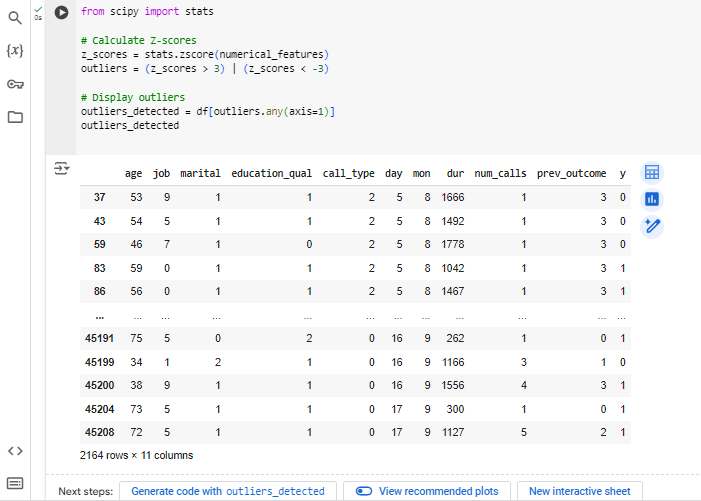 from scipy import stats
0s
# Calculate Z-scores
z_scores = stats.zscore(numerical_features)
outliers = (z_scores > 3) | (z_scores < -3)
# Display outliers
outliers_detected = df[outliers.any(axis=1)]
outliers_detected
{x}
age job marital education_qual call_type day mon dur num_calls prev_outcome y
37 53 9 1 1 2 5 8 1666 1 3 0
43 54 5 1 1 2 5 8 1492 1 3 0
59 46 7 1 0 2 5 8 1778 1 3 0
83 59 0 1 1 2 5 8 1042 1 3 1
86 56 0 1 1 2 5 8 1467 1 3 1
... ... ... ... ... ... ... ... ... ... ... ...
45191 75 5 0 2 0 16 9 262 1 0 1
45199 34 1 2 1 0 16 9 1166 3 1 0
45200 38 9 1 1 0 16 9 1556 4 3 1
45204 73 5 1 1 0 17 9 300 1 0 1
45208 72 5 1 1 0 17 9 1127 5 2 1
2164 rows × 11 columns
Next steps: Generate code with outliers_detected View recommended plots New interactive sheet